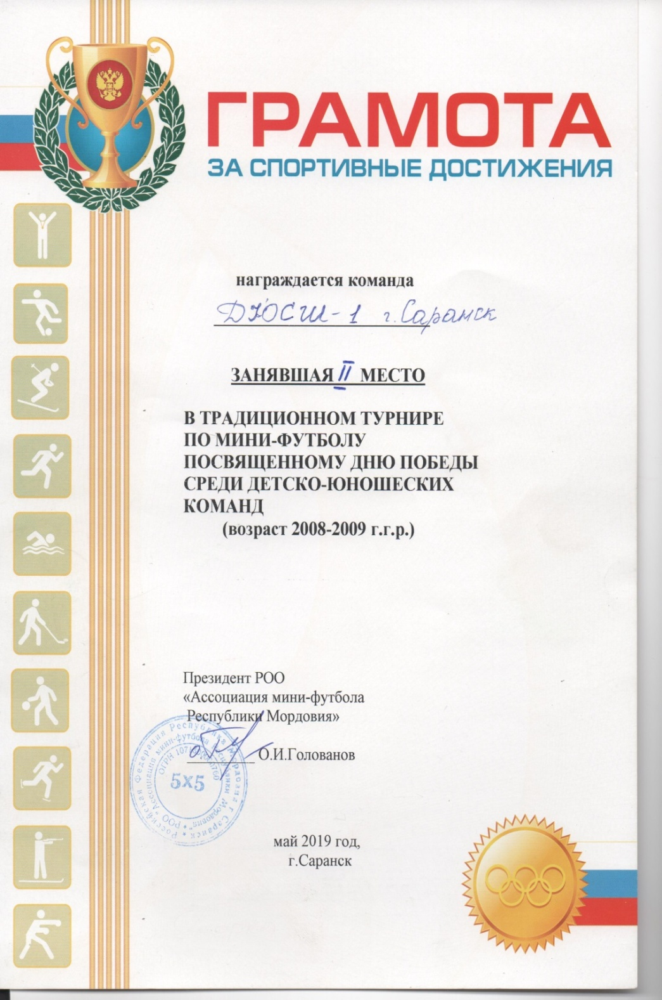 ГРАМОТА
ЗА СПОРТИВНЫЕ ДОСТИЖЕНИЯ
награждается команда
ДЮСШ-1 г. Саранск
ЗАНЯВШАЯ II МЕСТО
В ТРАДИЦИОННОМ ТУРНИРЕ
ПО МИНИ-ФУТБОЛУ
ПОСВЯЩЕННОМУ ДНЮ ПОБЕДЫ
СРЕДИ ДЕТСКО-ЮНОШЕСКИХ
КОМАНД
(возраст 2008-2009 г.г.р.)
Президент РОО
«Ассоциация мини-футбола
Республики Мордовия»
О.И.Голованов
Российская Федерация Республика Мордовия г Саранск
РОО "Ассоциация мини-футбола Республики Мордовия"
ОГРН
5x5
май 2019 год,
г.Саранск